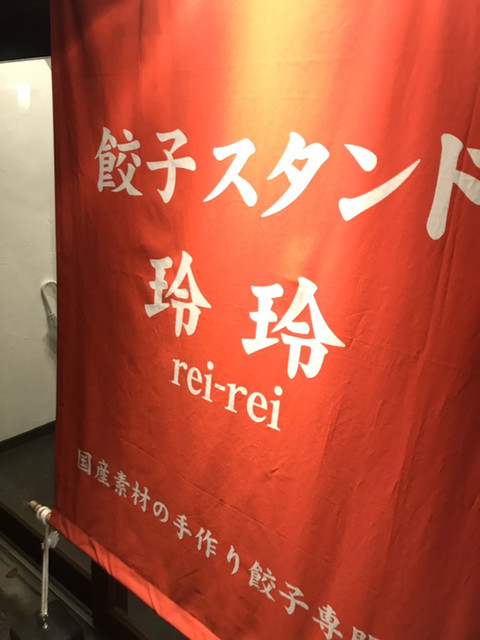 餃子スタンド
玲玲
rei-rei
国産素材の手作り餃子専